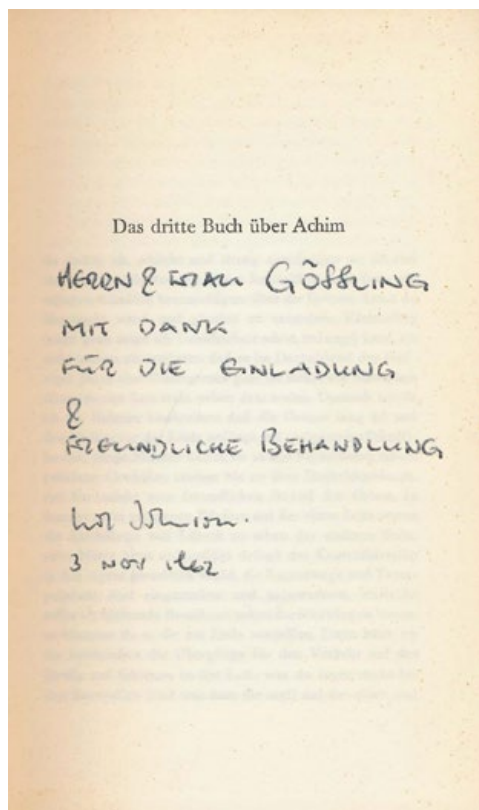 Das dritte Buch über Achim
HERRN & FRAU GÖSSLING
MIT DANK
FÜR DIE EINLADUNG
&
FREUNDLICHE BEHANDLUNG
Uwe Johnson.
3 NOV 1962